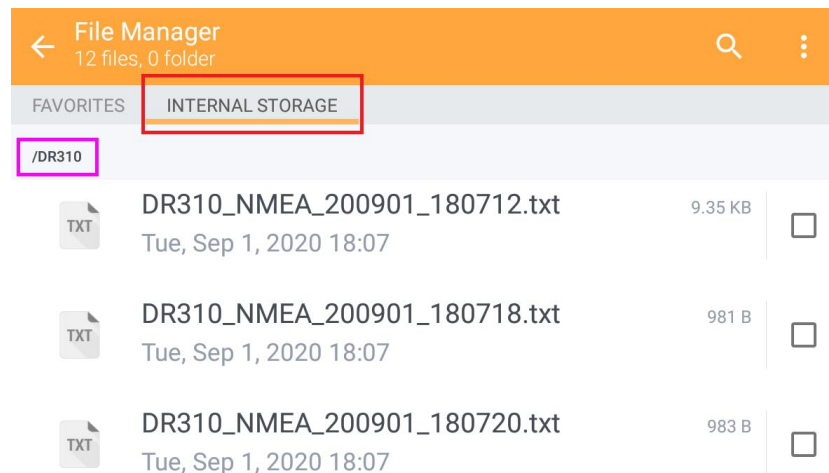 File Manager
12 files, 0 folder
FAVORITES INTERNAL STORAGE
/DR310
TXT DR310_NMEA_200901_180712.txt 9.35 KB
Tue, Sep 1, 2020 18:07
TXT DR310_NMEA_200901_180718.txt 981 B
Tue, Sep 1, 2020 18:07
TXT DR310_NMEA_200901_180720.txt 983 B
Tue, Sep 1, 2020 18:07